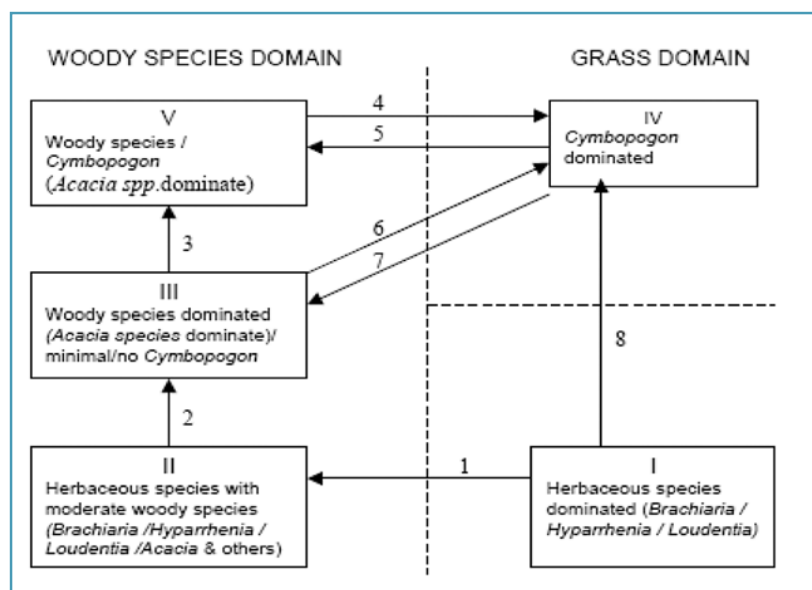 WOODY SPECIES DOMAIN
GRASS DOMAIN
V
Woody species /
Cymbopogon
(Acacia spp.dominate)
4
5
IV
Cymbopogon
dominated
3
6
7
III
Woody species dominated
(Acacia species dominate)/
minimal/no Cymbopogon
8
2
II
Herbaceous species with
moderate woody species
(Brachiaria /Hyparrhenia /
Loudentia /Acacia & others)
1
I
Herbaceous species
dominated (Brachiaria /
Hyparrhenia / Loudentia)